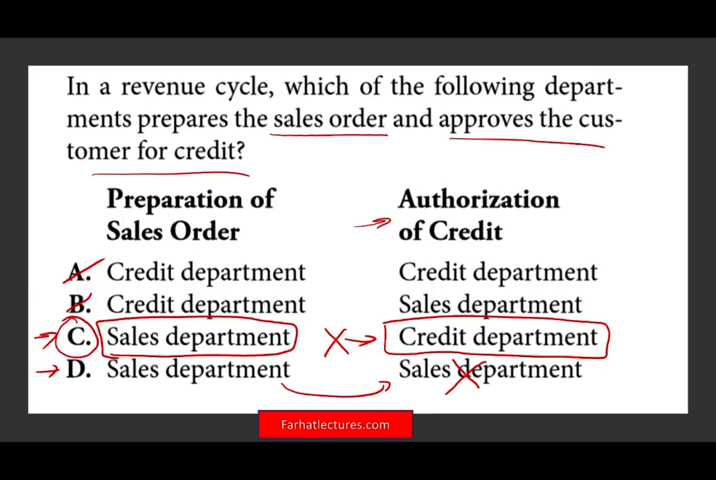 In a revenue cycle, which of the following depart-
ments prepares the sales order and approves the cus-
tomer for credit?
Preparation of Authorization
Sales Order of Credit
A. Credit department Credit department
B. Credit department Sales department
C. Sales department Credit department
D. Sales department Sales department
Farhatlectures.com